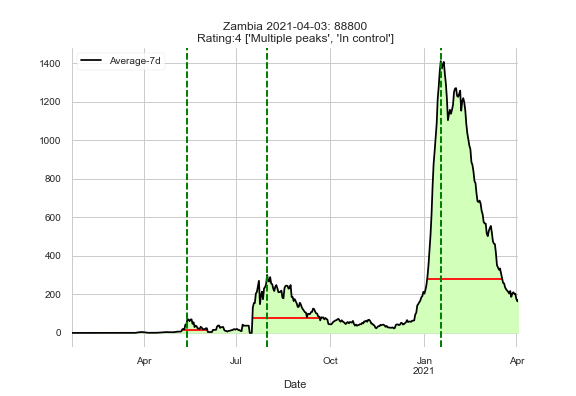 Zambia 2021-04-03: 88800
Rating:4 ['Multiple peaks', 'In control']
Average-7d
1400
1200
1000
800
600
400
200
0
Apr
Jul
Oct
Jan
2021
Apr
Date